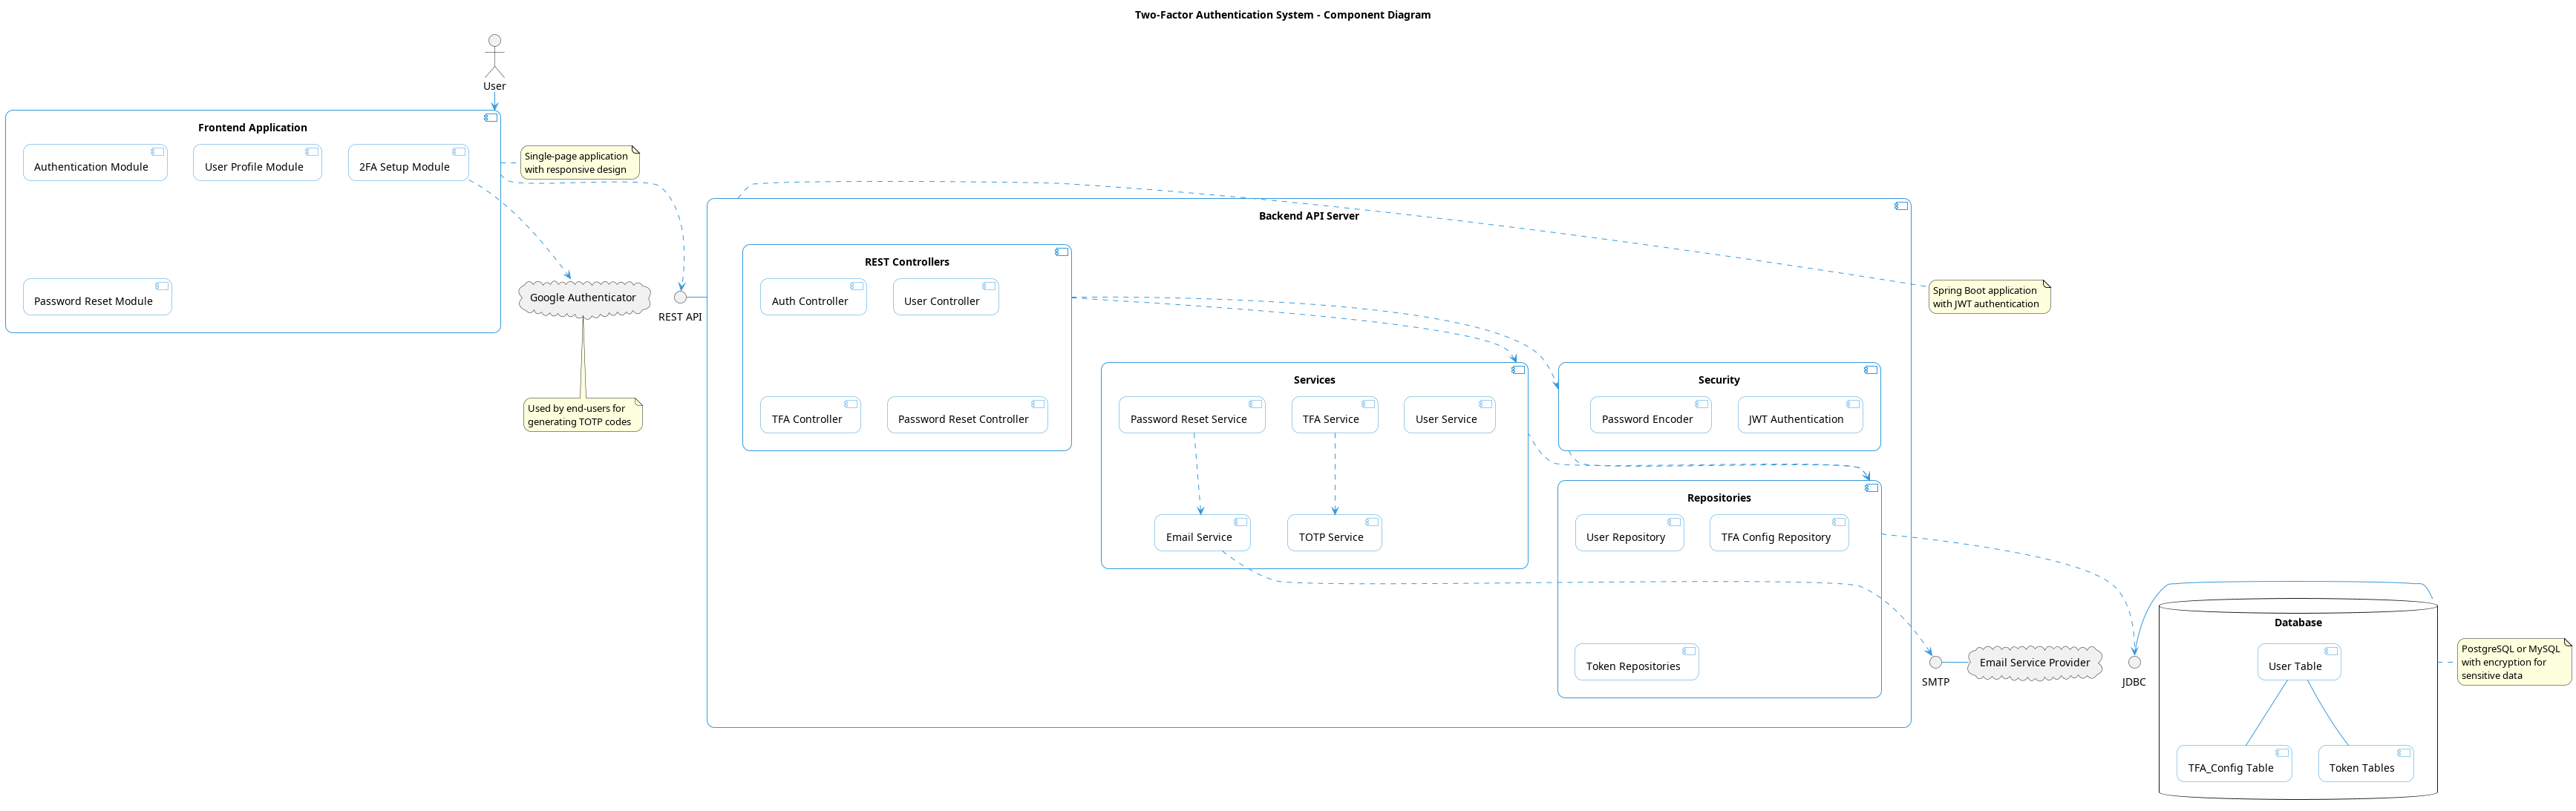 Two-Factor Authentication System - Component Diagram
User
Frontend Application
Authentication Module
User Profile Module
2FA Setup Module
Password Reset Module
Single-page application
with responsive design
Google Authenticator
Used by end-users for
generating TOTP codes
REST API
Backend API Server
REST Controllers
Auth Controller
User Controller
TFA Controller
Password Reset Controller
Services
Password Reset Service
TFA Service
User Service
Email Service
TOTP Service
Security
Password Encoder
JWT Authentication
Repositories
User Repository
TFA Config Repository
Token Repositories
Spring Boot application
with JWT authentication
SMTP
Email Service Provider
JDBC
Database
User Table
TFA_Config Table
Token Tables
PostgreSQL or MySQL
with encryption for
sensitive data